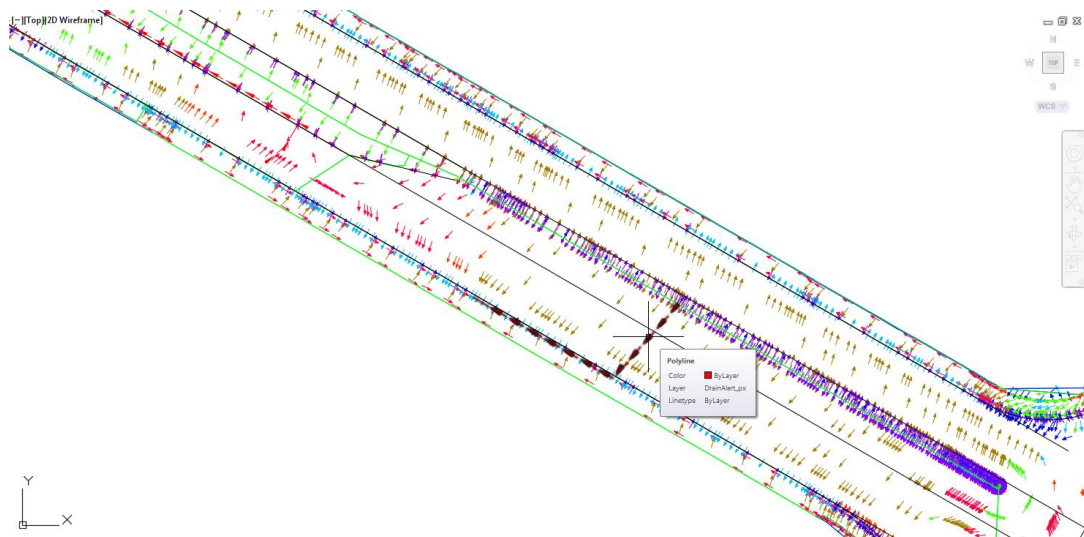 [−][Top][2D Wireframe]
N
W
TOP
E
S
WCS
Polyline
Color ByLayer
Layer DrainAlert_px
Linetype ByLayer
Y
X